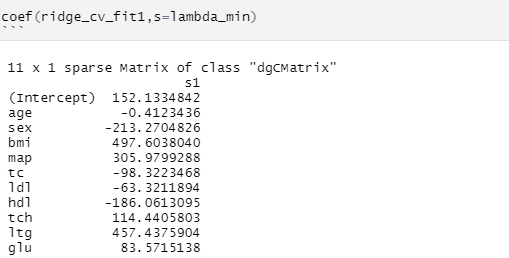 coef(ridge_cv_fit1,s=lambda_min)
```
11 x 1 sparse Matrix of class "dgCMatrix"
s1
(Intercept) 152.1334842
age -0.4123436
sex -213.2704826
bmi 497.6038040
map 305.9799288
tc -98.3223468
ldl -63.3211894
hdl -186.0613095
tch 114.4405803
ltg 457.4375904
glu 83.5715138